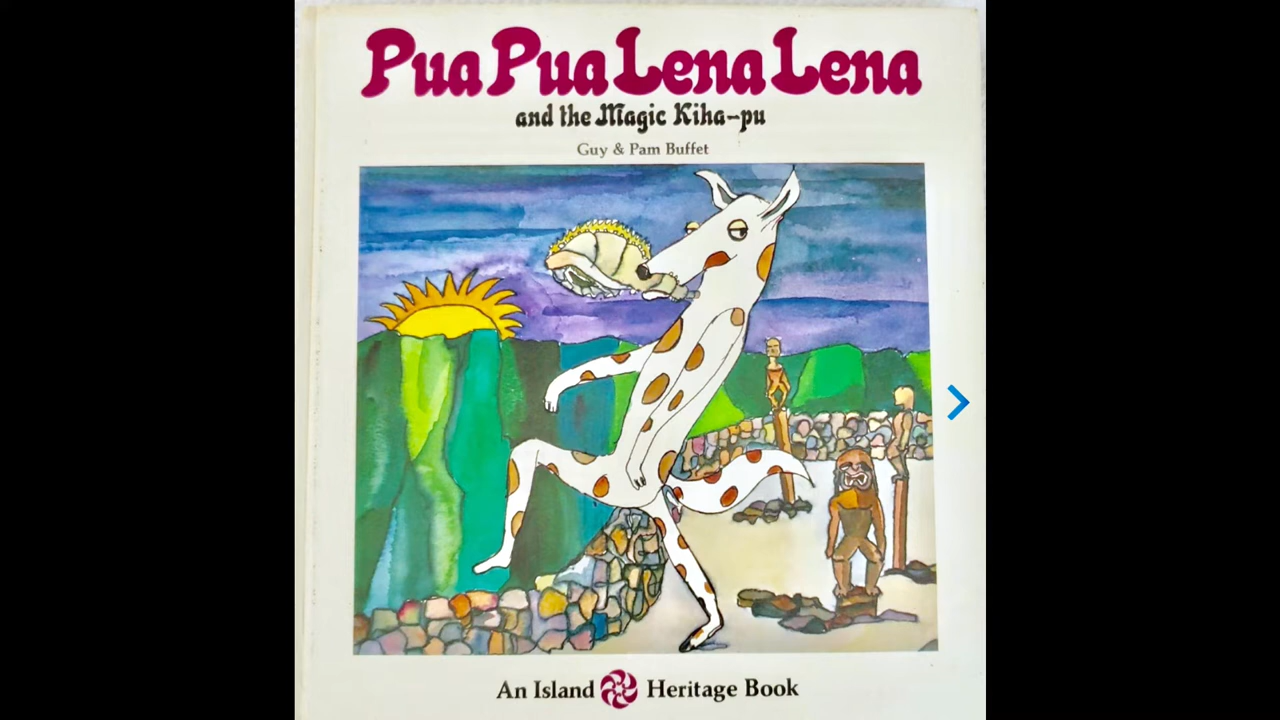 Pua Pua Lena Lena
and the Magic Kiha-pu
Guy & Pam Buffet
An Island Heritage Book